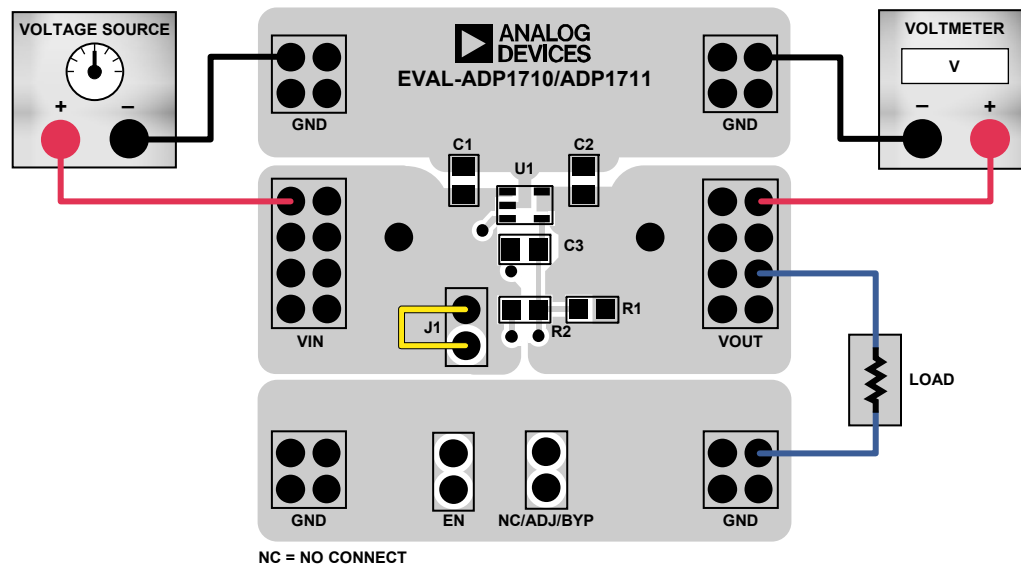 VOLTAGE SOURCE
+
–
ANALOG
DEVICES
EVAL-ADP1710/ADP1711
VOLTMETER
V
–
+
GND
GND
C1
U1
C2
C3
J1
R2
R1
VIN
VOUT
LOAD
GND
EN
NC/ADJ/BYP
GND
NC = NO CONNECT